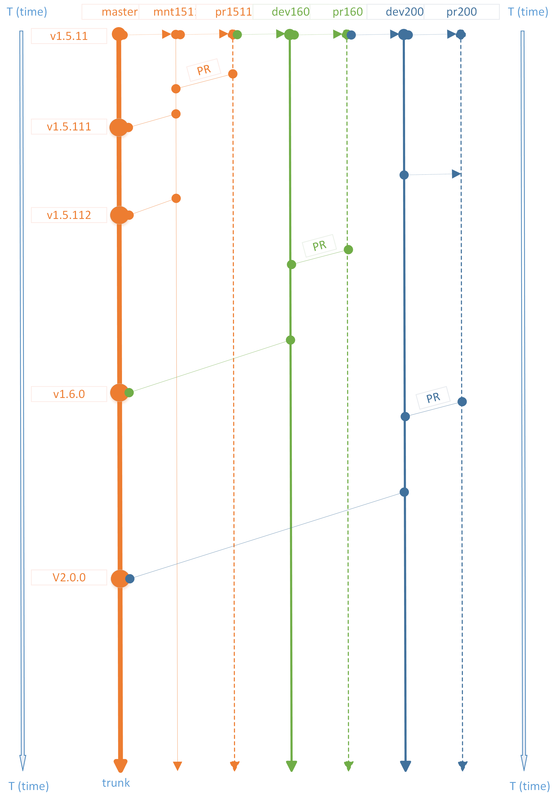 T (time) master mnt151 pr1511 dev160 pr160 dev200 pr200 T (time)
v1.5.11
PR
v1.5.111
v1.5.112
PR
v1.6.0
PR
V2.0.0
trunk
T (time) T (time)